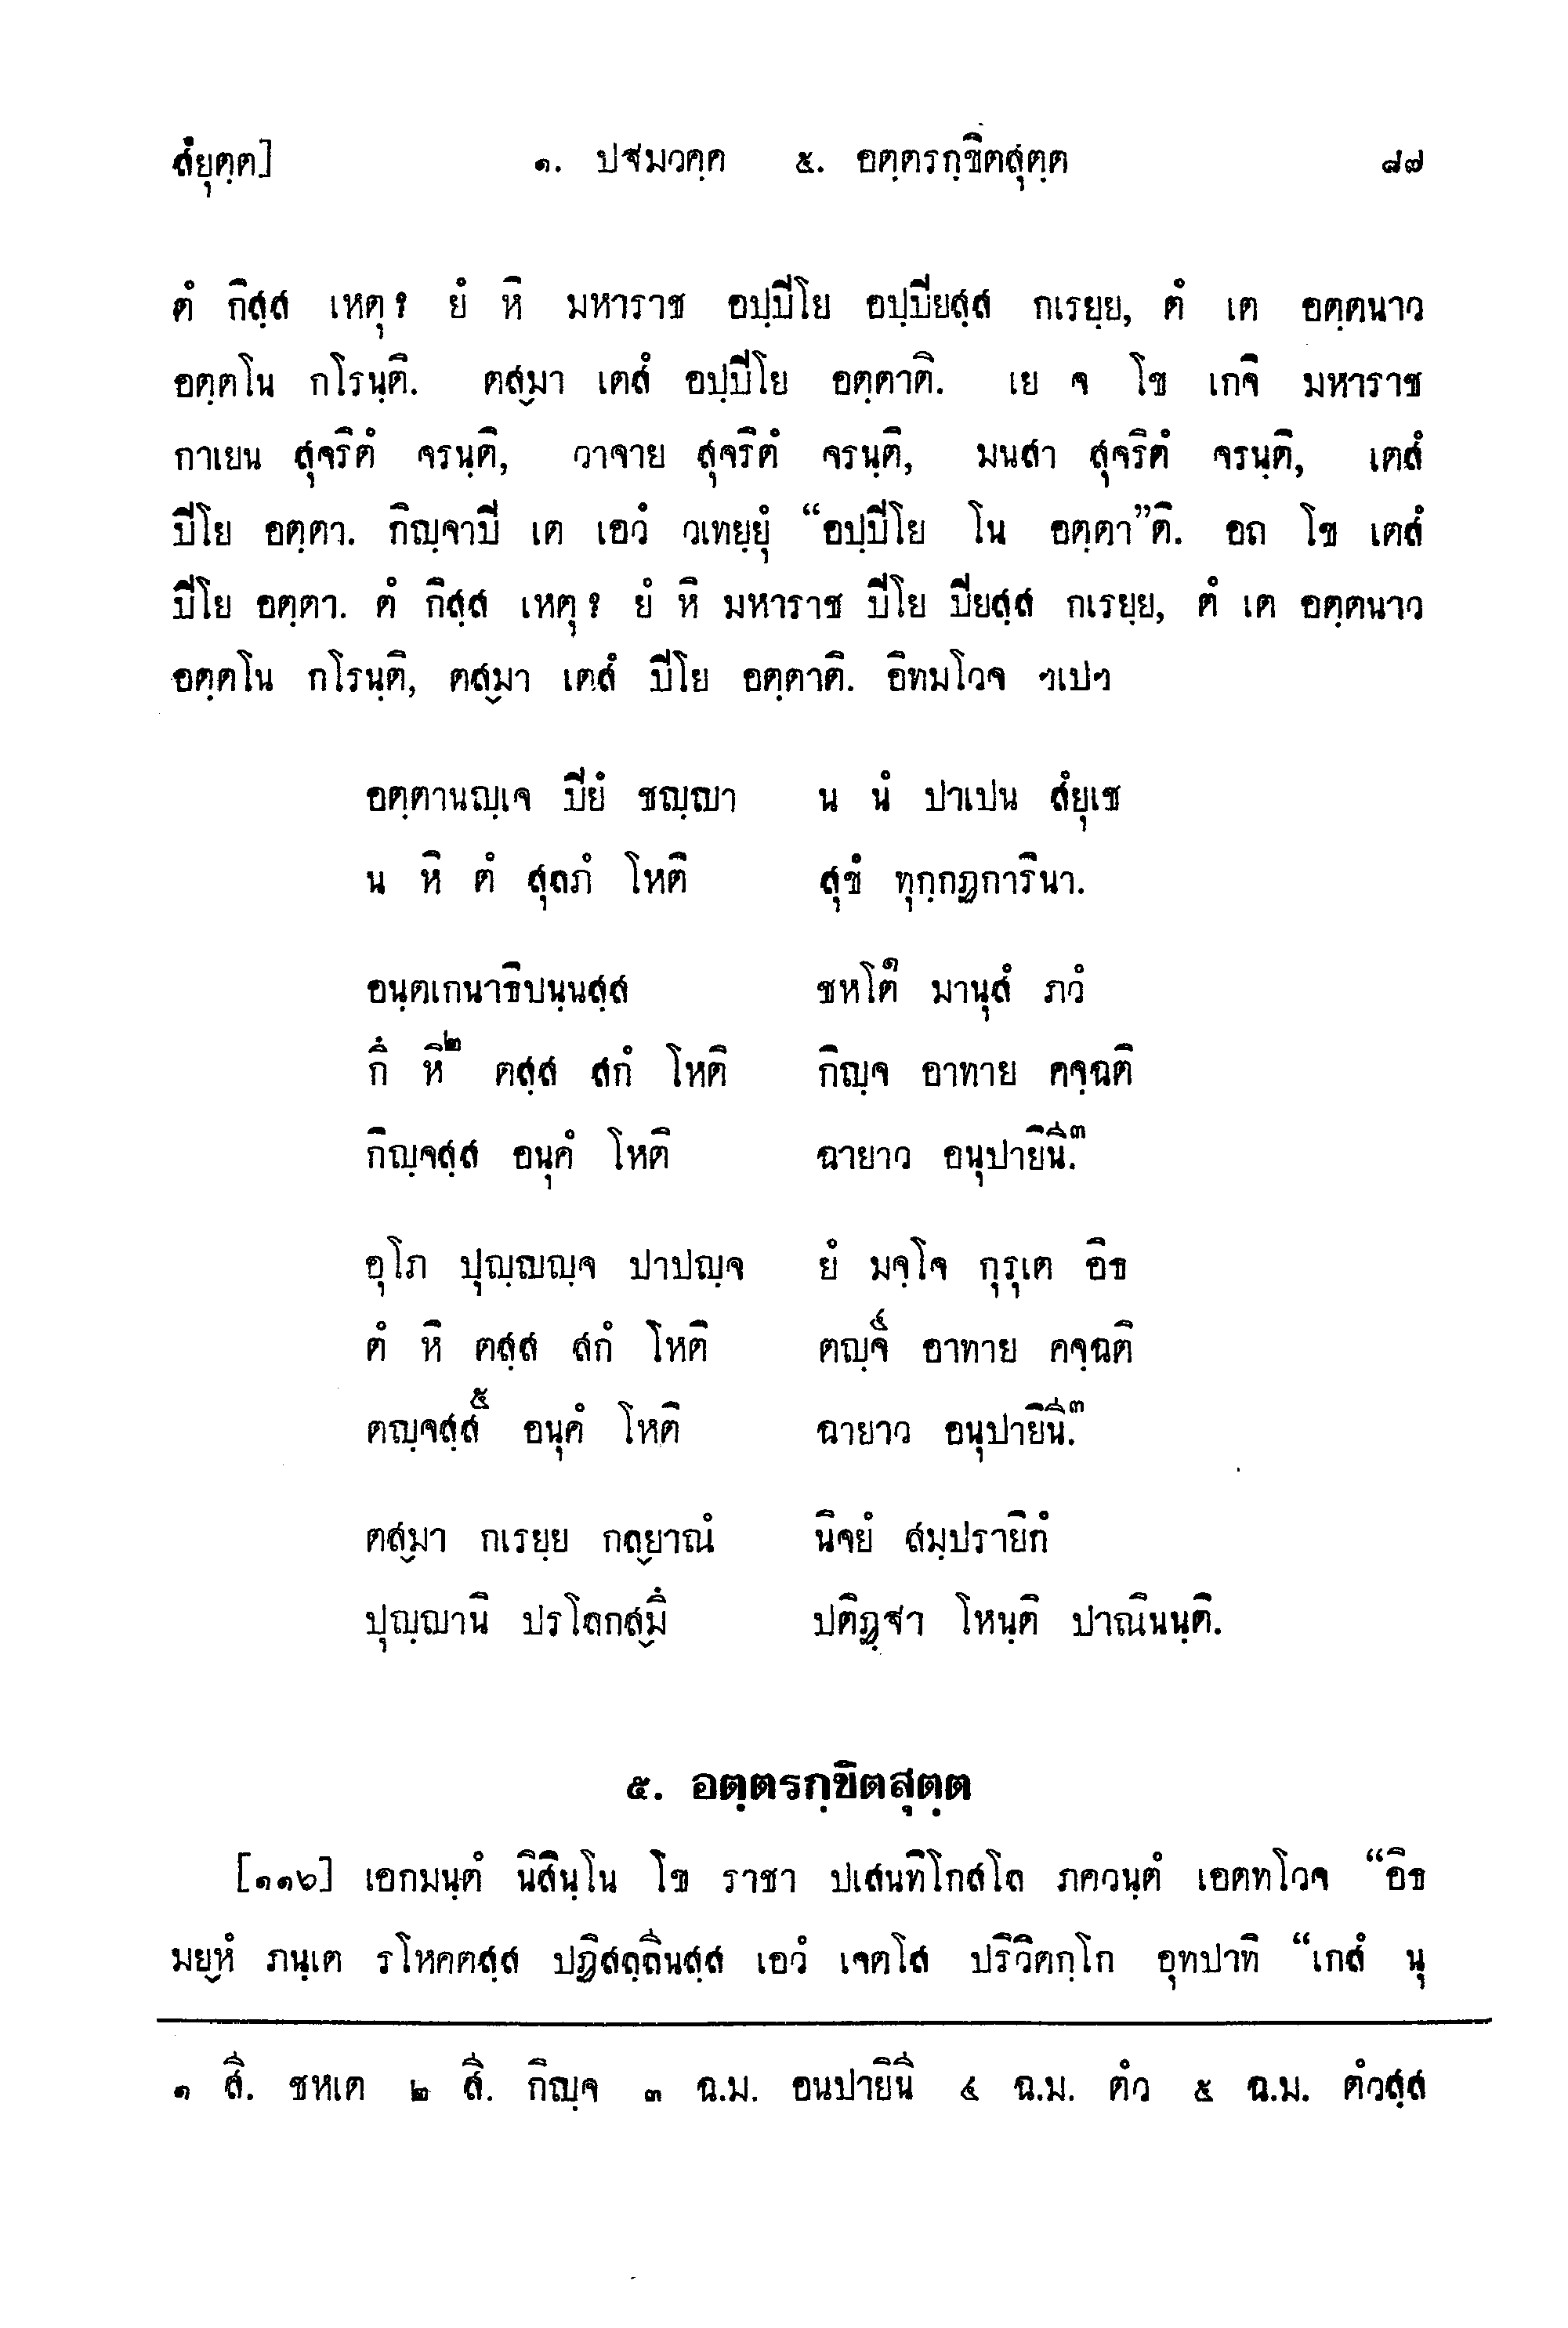 สํยุตฺต]	๑. ปฐมวคฺค ๕. อตฺตรกฺขิตสุตฺต	๘๗
ตํ กิสฺส เหตุ? ยํ หิ มหาราช อปฺปิโย อปฺปิยสฺส กเรยฺย, ตํ เต อตฺตนาว
อตฺตโน กโรนฺติ. ตสฺมา เตสํ อปฺปิโย อตฺตาติ. เย จ โข เกจิ มหาราช
กาเยน สุจริตํ จรนฺติ, วาจาย สุจริตํ จรนฺติ, มนสา สุจริตํ จรนฺติ, เตสํ
ปิโย อตฺตา. กิญฺจาปิ เต เอวํ วเทยฺยุํ “อปฺปิโย โน อตฺตา”ติ. อถ โข เตสํ
ปิโย อตฺตา. ตํ กิสฺส เหตุ? ยํ หิ มหาราช ปิโย ปิยสฺส กเรยฺย, ตํ เต อตฺตนาว
อตฺตโน กโรนฺติ, ตสฺมา เตสํ ปิโย อตฺตาติ. อิทมโวจ ฯเปฯ
อตฺตานญฺเจ ปิยํ ชญฺญา น นํ ปาเปน สํยุเช
น หิ ตํ สุลภํ โหติ สุขํ ทุกฺกฏการินา.
อนฺตเกนาธิปนฺนสฺส ชหโต๑ มานุสํ ภวํ
กึ หิ๒ ตสฺส สกํ โหติ กิญฺจ อาทาย คจฺฉติ
กิญฺจสฺส อนุคํ โหติ ฉายาว อนุปายินี.๓
อุโภ ปุญฺญญฺจ ปาปญฺจ ยํ มจฺโจ กุรุเต อิธ
ตํ หิ ตสฺส สกํ โหติ ตญฺจ๔ อาทาย คจฺฉติ
ตญฺจสฺส๕ อนุคํ โหติ ฉายาว อนุปายินี.๓
ตสฺมา กเรยฺย กลฺยาณํ นิจยํ สมฺปรายิกํ
ปุญฺญานิ ปรโลกสฺมึ ปติฏฺฐา โหนฺติ ปาณินนฺติ.
๕. อตฺตรกฺขิตสุตฺต
[๑๑๖] เอกมนฺตํ นิสินฺโน โข ราชา ปเสนทิโกสโล ภควนฺตํ เอตทโวจ “อิธ
มยฺหํ ภนฺเต รโหคตสฺส ปฏิสลฺลีนสฺส เอวํ เจตโส ปริวิตกฺโก อุทปาทิ “เกสํ นุ
๑ สี. ชหเต ๒ สี. กิญฺจ ๓ ฉ.ม. อนปายินี ๔ ฉ.ม. ตํว ๕ ฉ.ม. ตํวสฺส